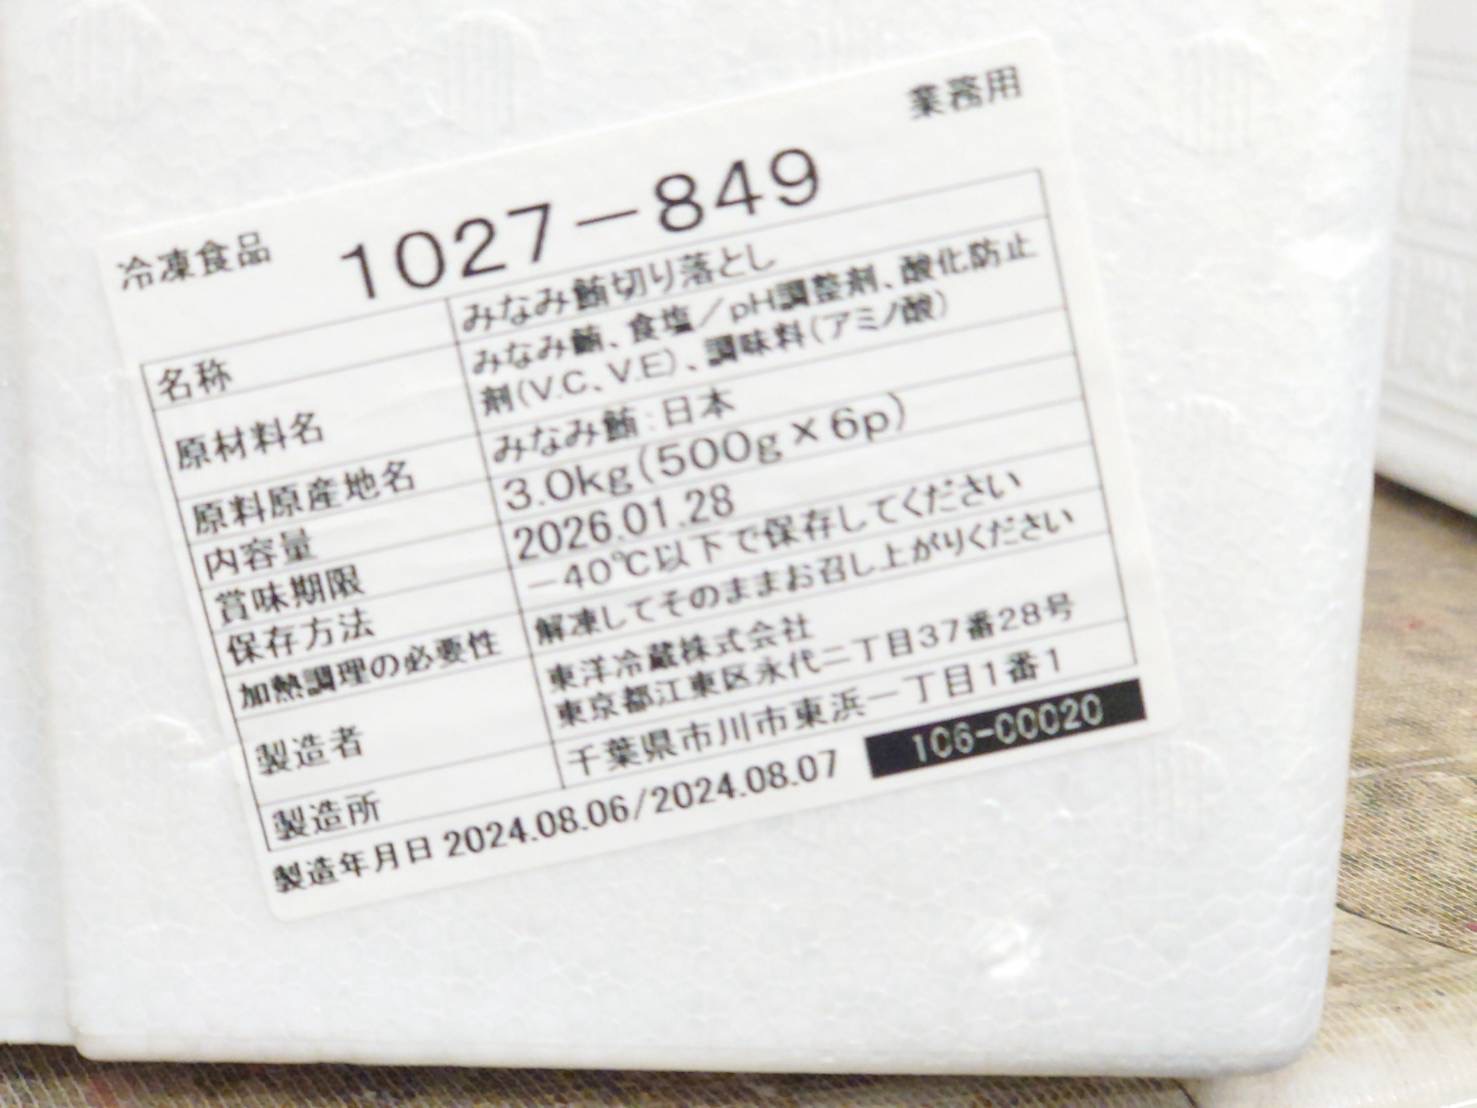 業務用
冷凍食品 1027-849
名称 みなみ鮪切り落とし
原材料名 みなみ鮪、食塩／pH調整剤、酸化防止
剤(V.C、V.E)、調味料(アミノ酸)
原料原産地名 みなみ鮪:日本
内容量 3.0kg(500g×6p)
賞味期限 2026.01.28
保存方法 -40℃以下で保存してください
加熱調理の必要性 解凍してそのままお召し上がりください
製造者 東洋冷蔵株式会社
東京都江東区永代二丁目37番28号
製造所 千葉県市川市東浜一丁目1番1
製造年月日 2024.08.06/2024.08.07 106-00020